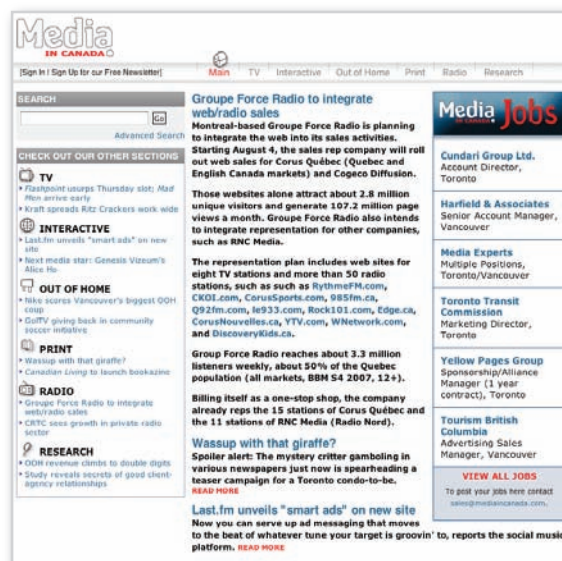 Media
IN CANADA
[Sign In | Sign Up for our Free Newsletter]
Main TV Interactive Out of Home Print Radio Research
SEARCH
Go
Advanced Search
CHECK OUT OUR OTHER SECTIONS
TV
Flashpoint usurps Thursday slot; Mad
Men arrive early
Kraft spreads Ritz Crackers work wide
INTERACTIVE
Last.fm unveils "smart ads" on new
site
Next media star: Genesis Vizeum's
Alice Hu
OUT OF HOME
Nike scores Vancouver's biggest OOH
coup
GolTV giving back in community
soccer initiative
PRINT
Wassup with that giraffe?
Canadian Living to launch bookazine
RADIO
Groupe Force Radio to integrate
web/radio sales
CRTC sees growth in private radio
sector
RESEARCH
OOH revenue climbs to double digits
Study reveals secrets of good client-
agency relationships
Groupe Force Radio to integrate
web/radio sales
Montreal-based Groupe Force Radio is planning
to integrate the web into its sales activities.
Starting August 4, the sales rep company will roll
out web sales for Corus Québec (Quebec and
English Canada markets) and Cogeco Diffusion.
Those websites alone attract about 2.8 million
unique visitors and generate 107.2 million page
views a month. Groupe Force Radio also intends
to integrate representation for other companies,
such as RNC Media.
The representation plan includes web sites for
eight TV stations and more than 50 radio
stations, such as such as RythmeFM.com,
CKOI.com, CorusSports.com, 985fm.ca,
Q92fm.com, le933.com, Rock101.com, Edge.ca,
CorusNouvelles.ca, YTV.com, WNetwork.com,
and DiscoveryKids.ca.
Group Force Radio reaches about 3.3 million
listeners weekly, about 50% of the Quebec
population (all markets, BBM S4 2007, 12+).
Billing itself as a one-stop shop, the company
already reps the 15 stations of Corus Québec and
the 11 stations of RNC Media (Radio Nord).
Wassup with that giraffe?
Spoiler alert: The mystery critter gamboling in
various newspapers just now is spearheading a
teaser campaign for a Toronto condo-to-be.
READ MORE
Last.fm unveils "smart ads" on new site
Now you can serve up ad messaging that moves
to the beat of whatever tune your target is groovin' to, reports the social music
platform. READ MORE
Media IN CANADA Jobs
Cundari Group Ltd.
Account Director,
Toronto
Harfield & Associates
Senior Account Manager,
Vancouver
Media Experts
Multiple Positions,
Toronto/Vancouver
Toronto Transit
Commission
Marketing Director,
Toronto
Yellow Pages Group
Sponsorship/Alliance
Manager (1 year
contract), Toronto
Tourism British
Columbia
Advertising Sales
Manager, Vancouver
VIEW ALL JOBS
To post your jobs here contact
sales@mediaincanada.com.